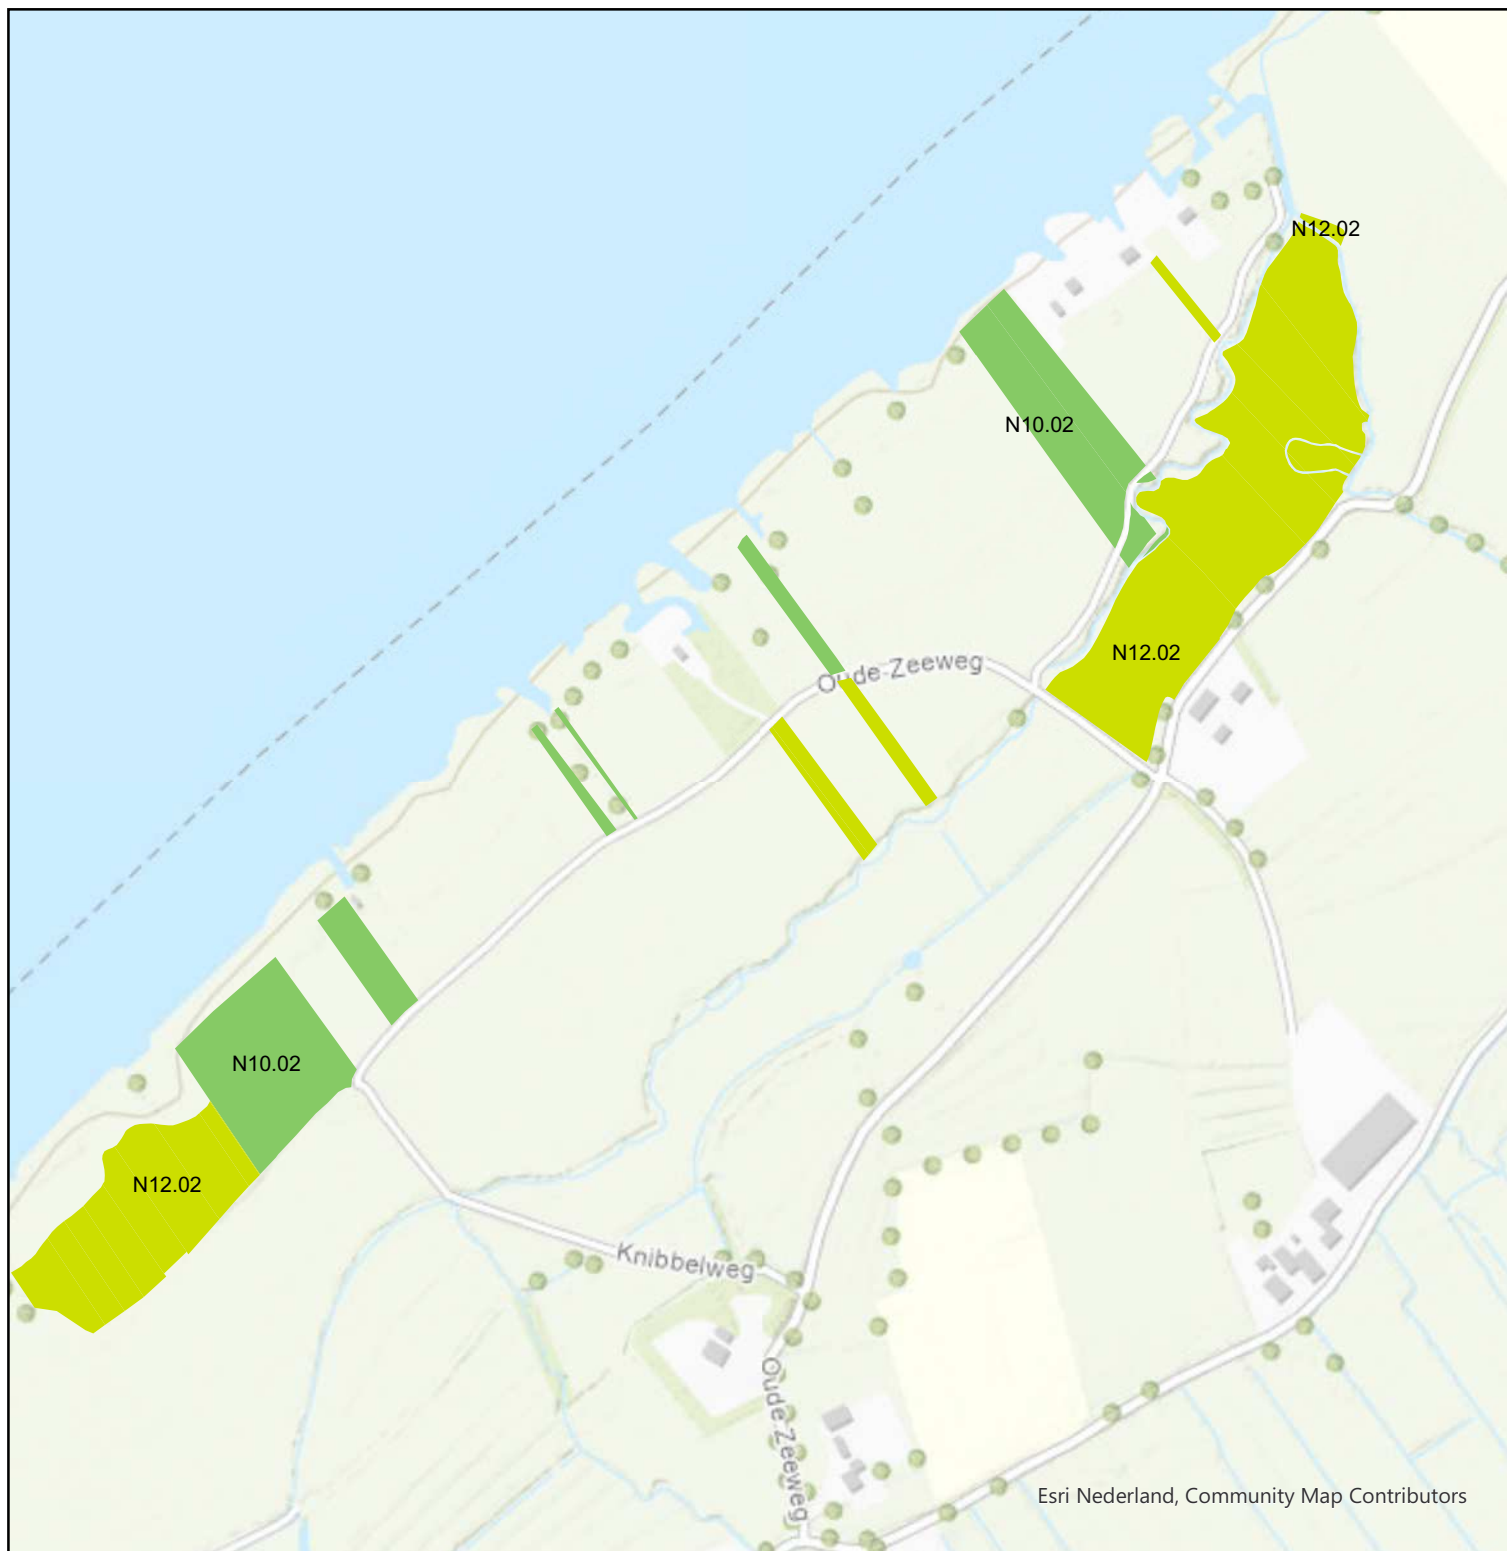 N12.02
N10.02
N12.02
Oude Zeeweg
N10.02
N12.02
Knibbelweg
Oude Zeeweg
Esri Nederland, Community Map Contributors